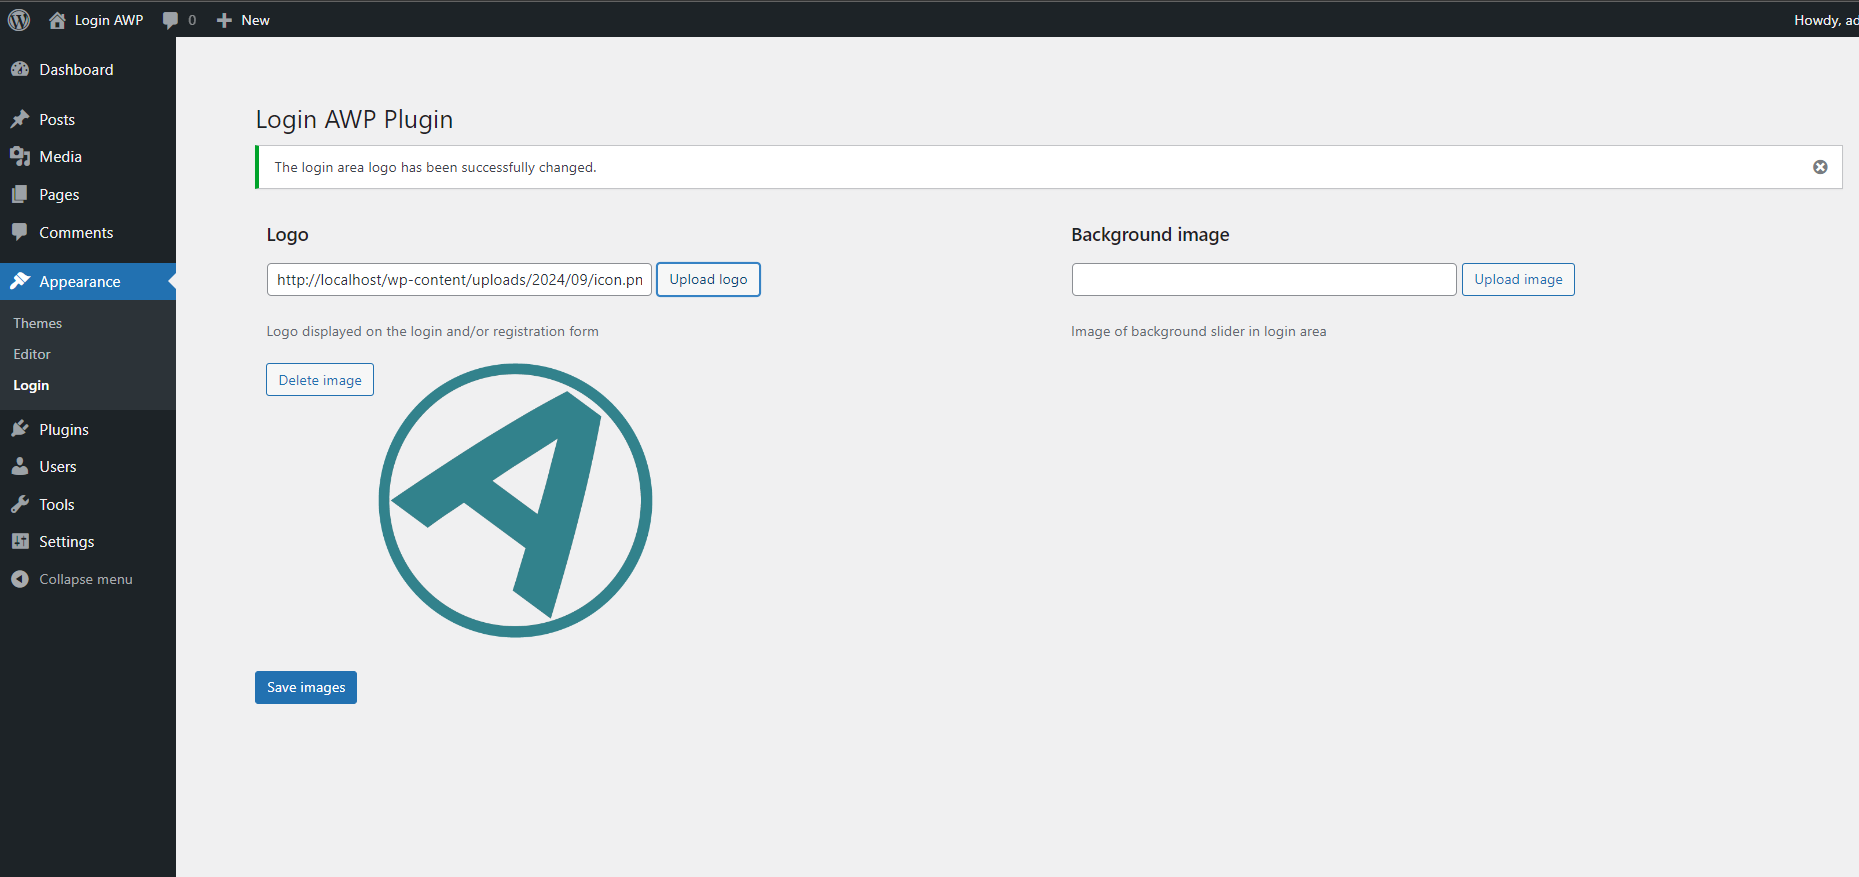 Login AWP
0
New
Howdy, ad
Dashboard
Posts
Media
Pages
Comments
Appearance
Themes
Editor
Login
Plugins
Users
Tools
Settings
Collapse menu
Login AWP Plugin
The login area logo has been successfully changed.
Logo
http://localhost/wp-content/uploads/2024/09/icon.pn
Upload logo
Logo displayed on the login and/or registration form
Delete image
A
Background image
Upload image
Image of background slider in login area
Save images